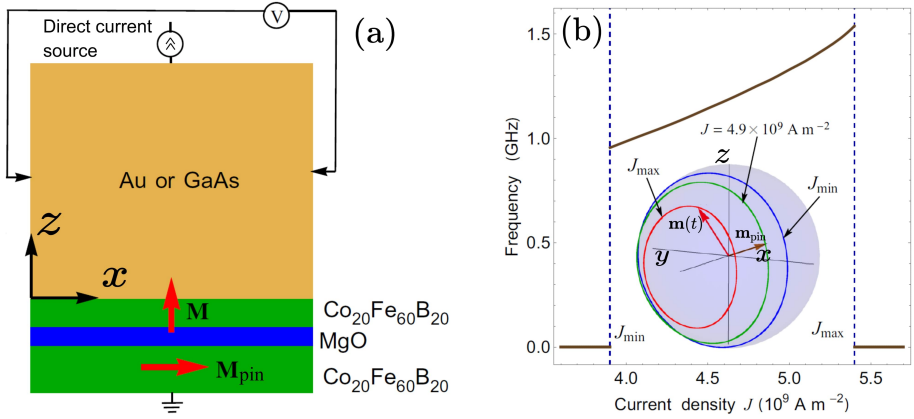 V
(a)
Direct current
source
Au or GaAs
z
x
M
Co20Fe60B20
MgO
Mpin
Co20Fe60B20
(b)
1.5
J = 4.9 × 10^9 A m^−2
1.0
z
Jmax
Jmin
m(t)
mpin
0.5
y
x
Jmin
Jmax
0.0
4.0
4.5
5.0
5.5
Frequency (GHz)
Current density J (10^9 A m^−2)